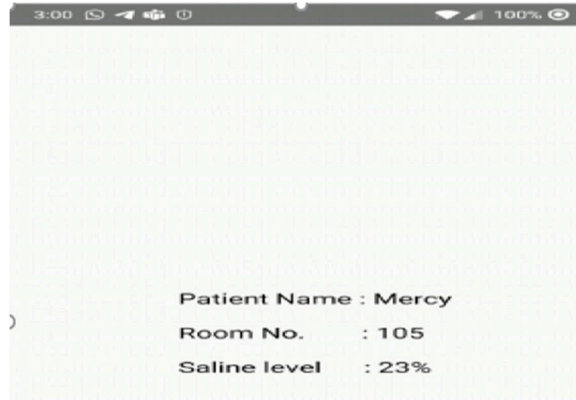 3:00 100%
Patient Name : Mercy
Room No. : 105
Saline level : 23%